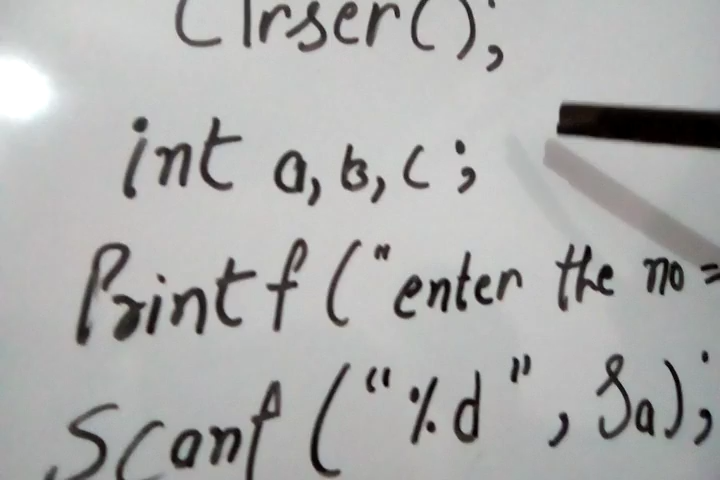 Clrser();
int a, b, c;
Printf ("enter the no =
Scanf ("%d", &a);